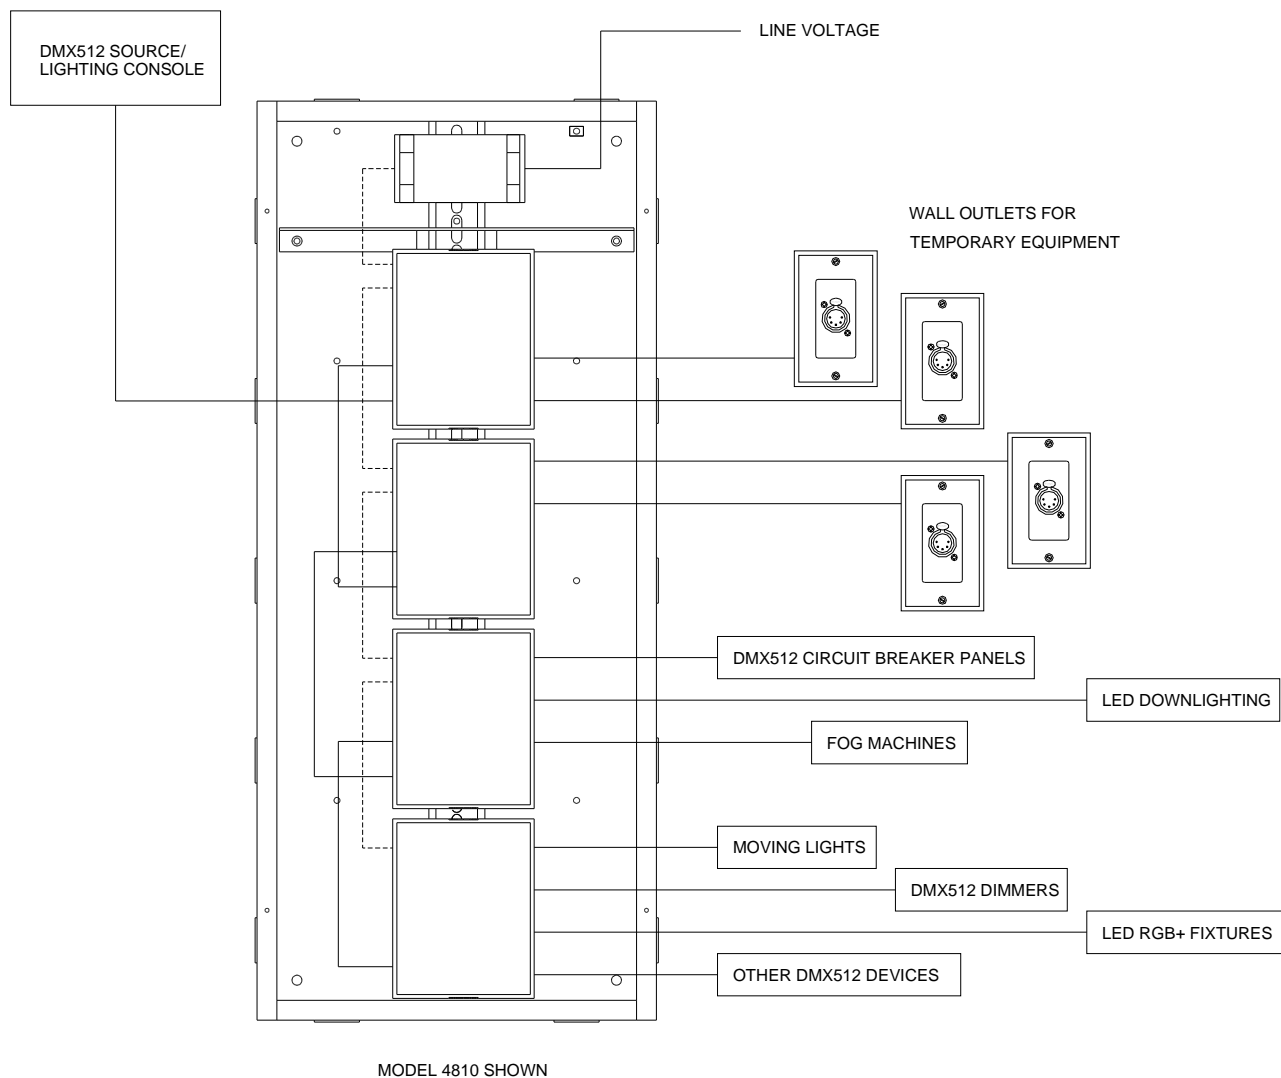 LINE VOLTAGE
DMX512 SOURCE/
LIGHTING CONSOLE
WALL OUTLETS FOR
TEMPORARY EQUIPMENT
DMX512 CIRCUIT BREAKER PANELS
LED DOWNLIGHTING
FOG MACHINES
MOVING LIGHTS
DMX512 DIMMERS
LED RGB+ FIXTURES
OTHER DMX512 DEVICES
MODEL 4810 SHOWN